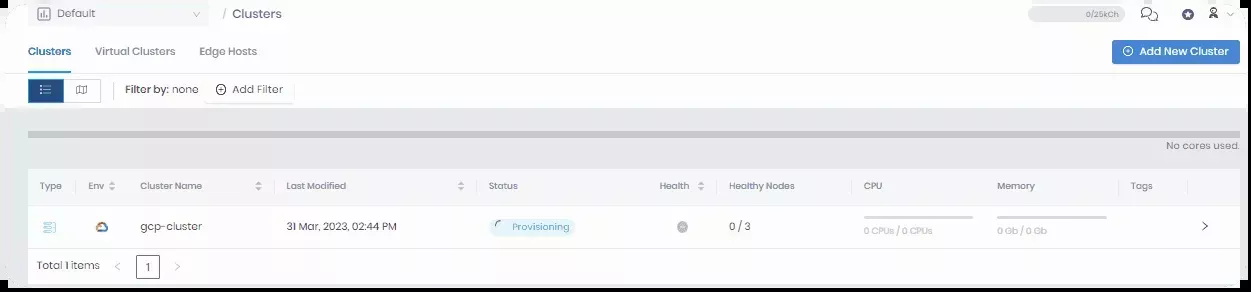 Default / Clusters 0/25kCh
Clusters Virtual Clusters Edge Hosts Add New Cluster
Filter by: none Add Filter
No cores used.
Type Env Cluster Name Last Modified Status Health Healthy Nodes CPU Memory Tags
gcp-cluster 31 Mar, 2023, 02:44 PM Provisioning 0 / 3 0 CPUs / 0 CPUs 0 Gb / 0 Gb
Total 1 items 1